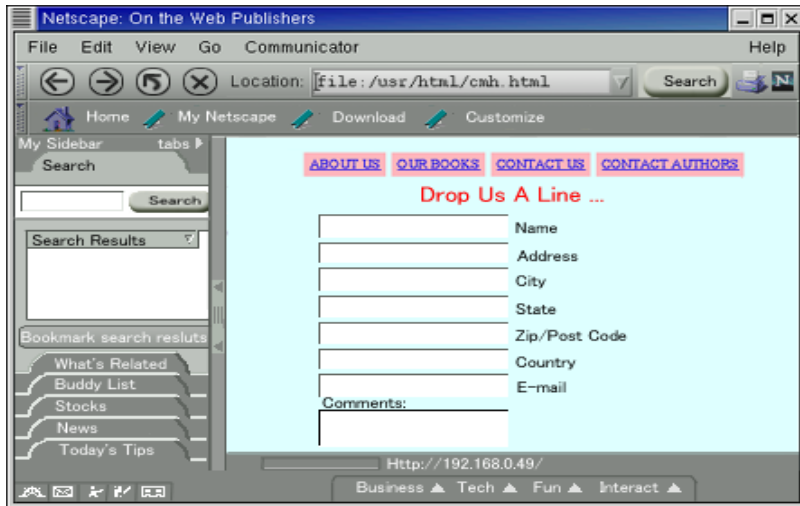 Netscape: On the Web Publishers
File Edit View Go Communicator Help
Location: file:/usr/html/cmh.html Search N
Home My Netscape Download Customize
My Sidebar tabs
Search
Search
Search Results
Bookmark search resluts
What's Related
Buddy List
Stocks
News
Today's Tips
ABOUT US OUR BOOKS CONTACT US CONTACT AUTHORS
Drop Us A Line ...
Name
Address
City
State
Zip/Post Code
Country
E-mail
Comments:
Http://192.168.0.49/
Business Tech Fun Interact